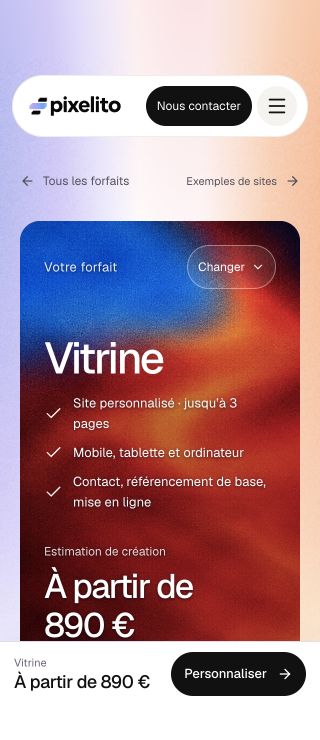 pixelito
Nous contacter
Tous les forfaits
Exemples de sites
Votre forfait
Changer
Vitrine
Site personnalisé · jusqu'à 3
pages
Mobile, tablette et ordinateur
Contact, référencement de base,
mise en ligne
Estimation de création
À partir de
890 €
Vitrine
À partir de 890 €
Personnaliser